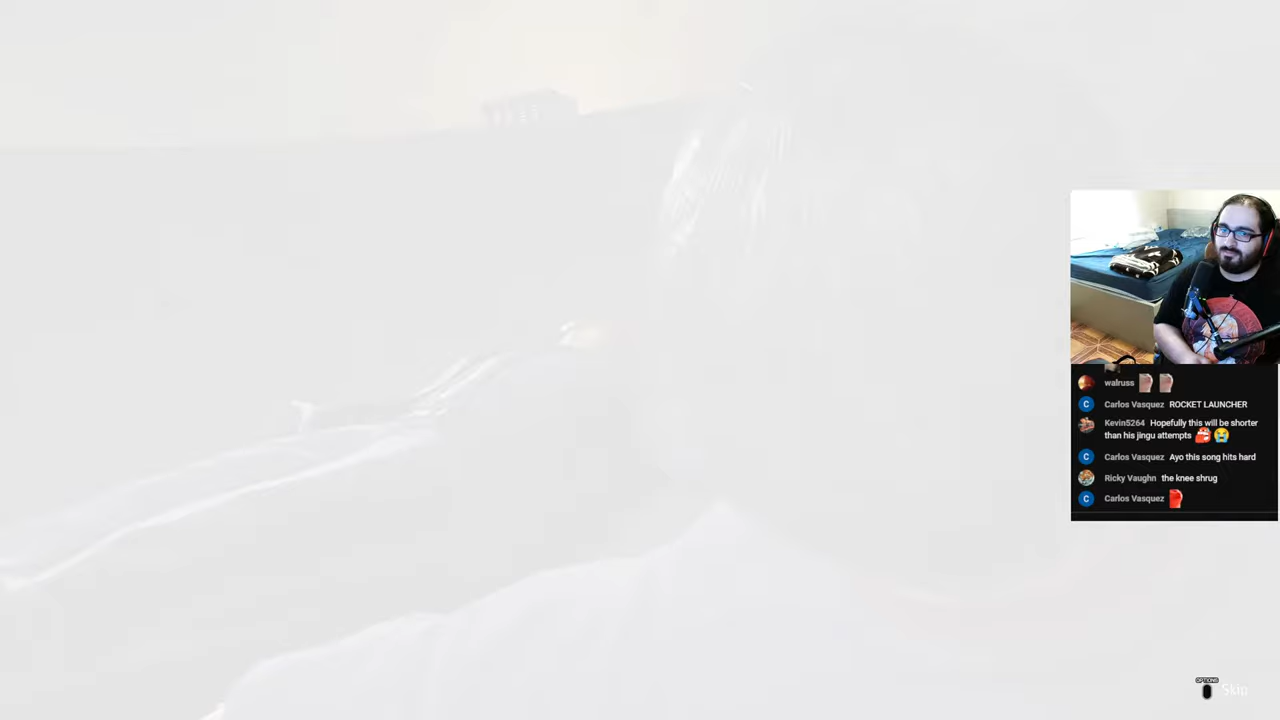 walruss
Carlos Vasquez ROCKET LAUNCHER
Kevin5264 Hopefully this will be shorter
than his jingu attempts
C Carlos Vasquez Ayo this song hits hard
Ricky Vaughn the knee shrug
C Carlos Vasquez
OPTIONS
Skip